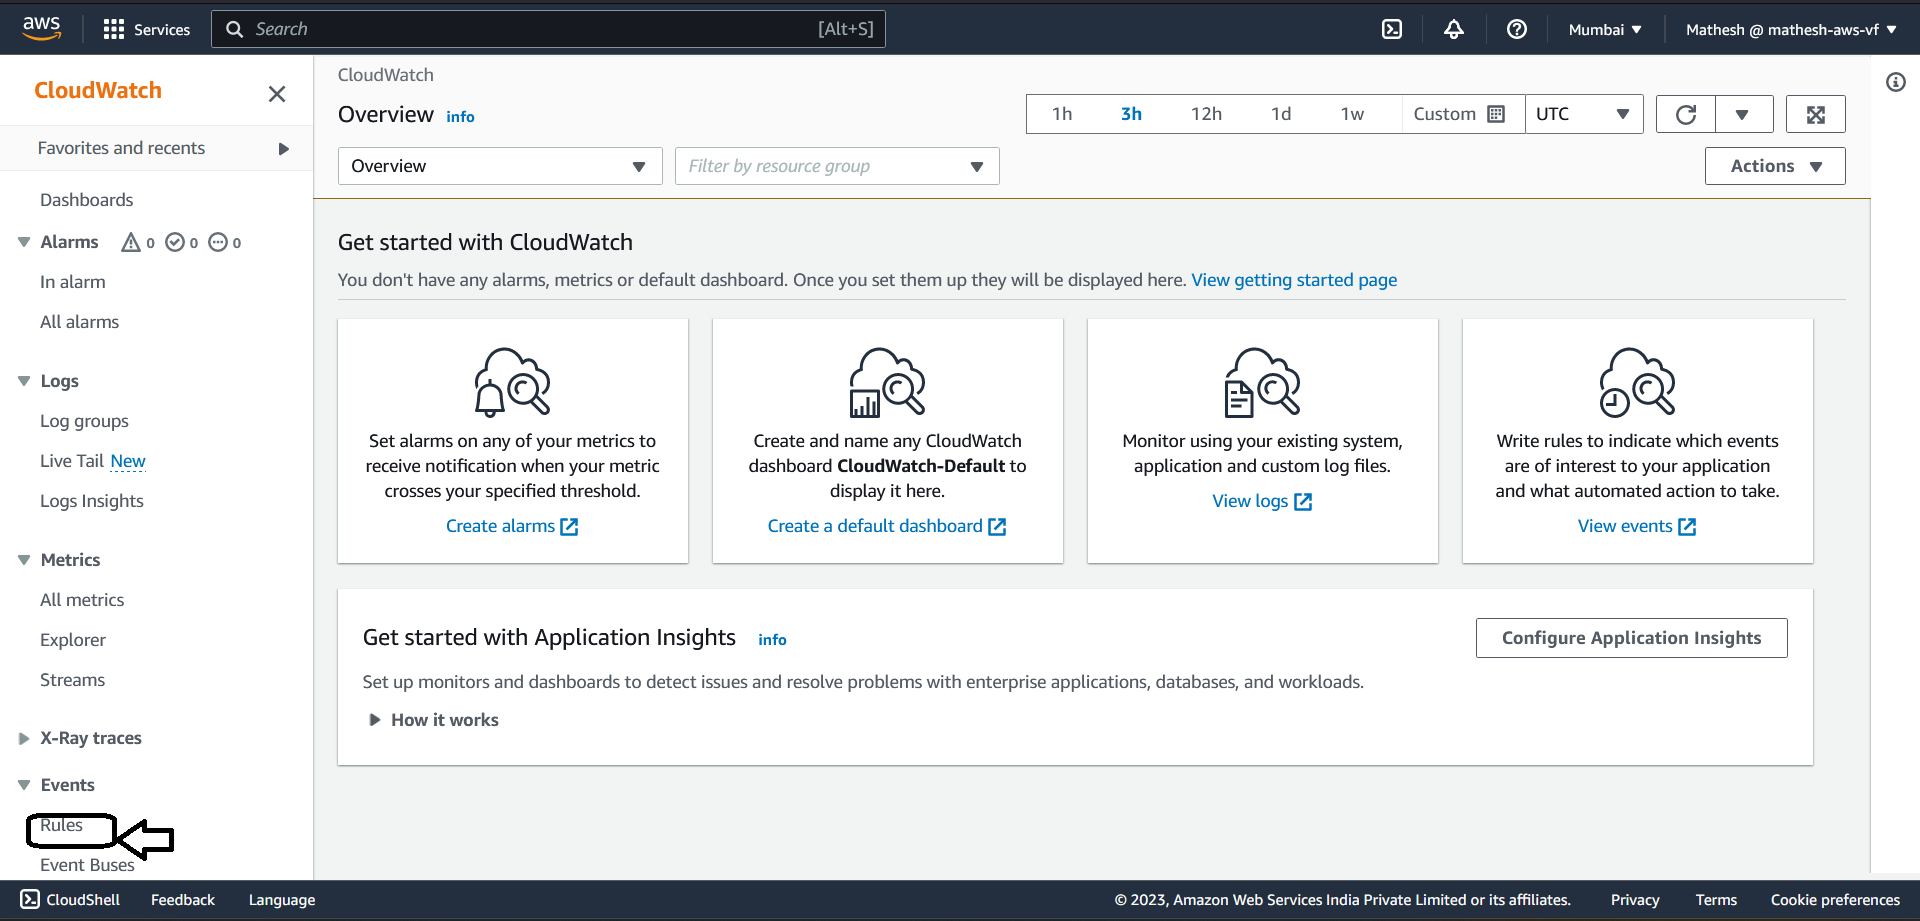 aws
Services
Search
[Alt+S]
Mumbai
Mathesh @ mathesh-aws-vf
CloudWatch
Favorites and recents
Dashboards
Alarms 0 0 0
In alarm
All alarms
Logs
Log groups
Live Tail New
Logs Insights
Metrics
All metrics
Explorer
Streams
X-Ray traces
Events
Rules
Event Buses
CloudWatch
Overview info
1h 3h 12h 1d 1w Custom UTC
Overview
Filter by resource group
Actions
Get started with CloudWatch
You don't have any alarms, metrics or default dashboard. Once you set them up they will be displayed here. View getting started page
Set alarms on any of your metrics to
receive notification when your metric
crosses your specified threshold.
Create alarms
Create and name any CloudWatch
dashboard CloudWatch-Default to
display it here.
Create a default dashboard
Monitor using your existing system,
application and custom log files.
View logs
Write rules to indicate which events
are of interest to your application
and what automated action to take.
View events
Get started with Application Insights info
Configure Application Insights
Set up monitors and dashboards to detect issues and resolve problems with enterprise applications, databases, and workloads.
How it works
CloudShell
Feedback
Language
© 2023, Amazon Web Services India Private Limited or its affiliates.
Privacy
Terms
Cookie preferences